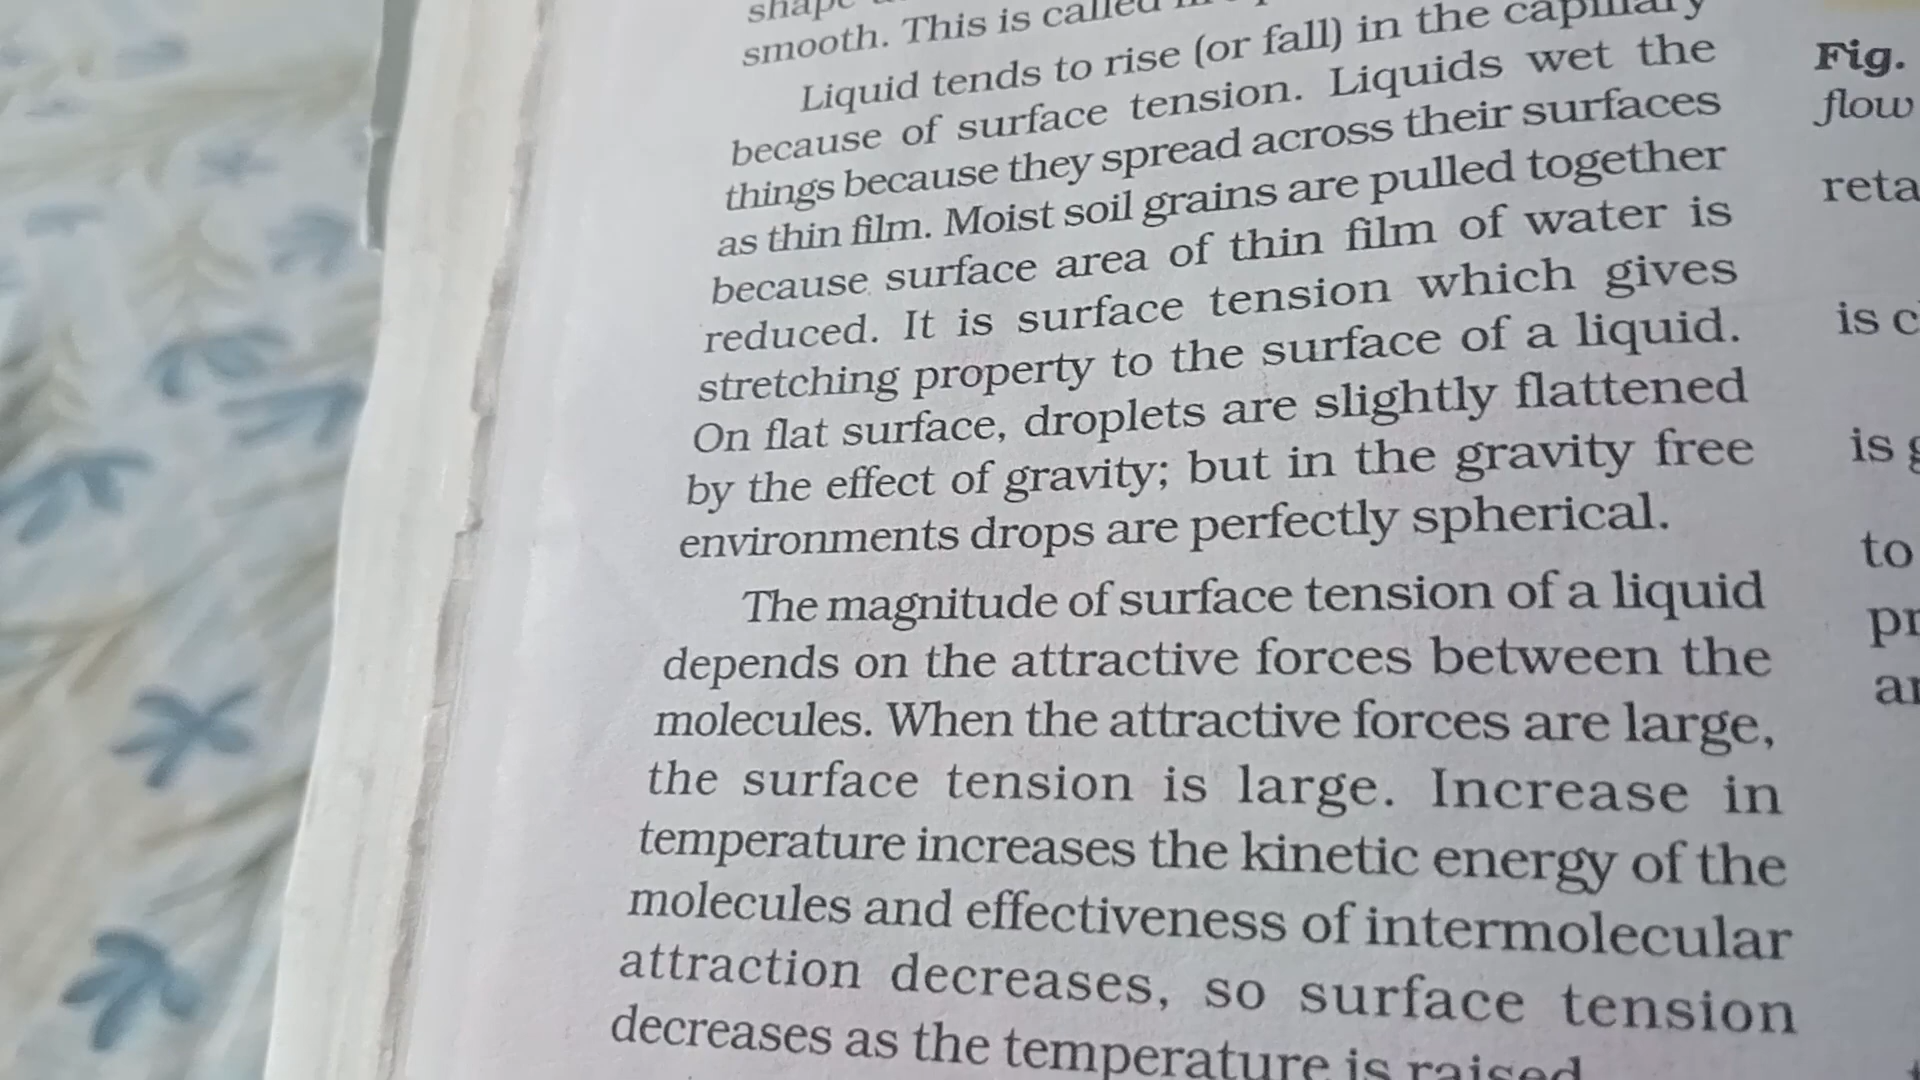 smooth. This is called
Liquid tends to rise (or fall) in the capillary
because of surface tension. Liquids wet the
things because they spread across their surfaces
as thin film. Moist soil grains are pulled together
because surface area of thin film of water is
reduced. It is surface tension which gives
stretching property to the surface of a liquid.
On flat surface, droplets are slightly flattened
by the effect of gravity; but in the gravity free
environments drops are perfectly spherical.
The magnitude of surface tension of a liquid
depends on the attractive forces between the
molecules. When the attractive forces are large,
the surface tension is large. Increase in
temperature increases the kinetic energy of the
molecules and effectiveness of intermolecular
attraction decreases, so surface tension
decreases as the temperature is raised
Fig.
flow
is
is
to